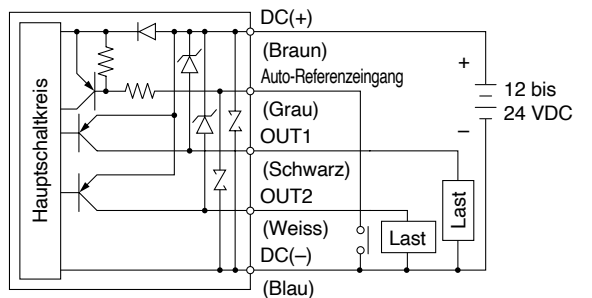 Hauptschaltkreis
DC(+)
(Braun)
Auto-Referenzeingang
(Grau)
OUT1
(Schwarz)
OUT2
(Weiss)
DC(–)
(Blau)
Last
Last
+
12 bis
24 VDC
–